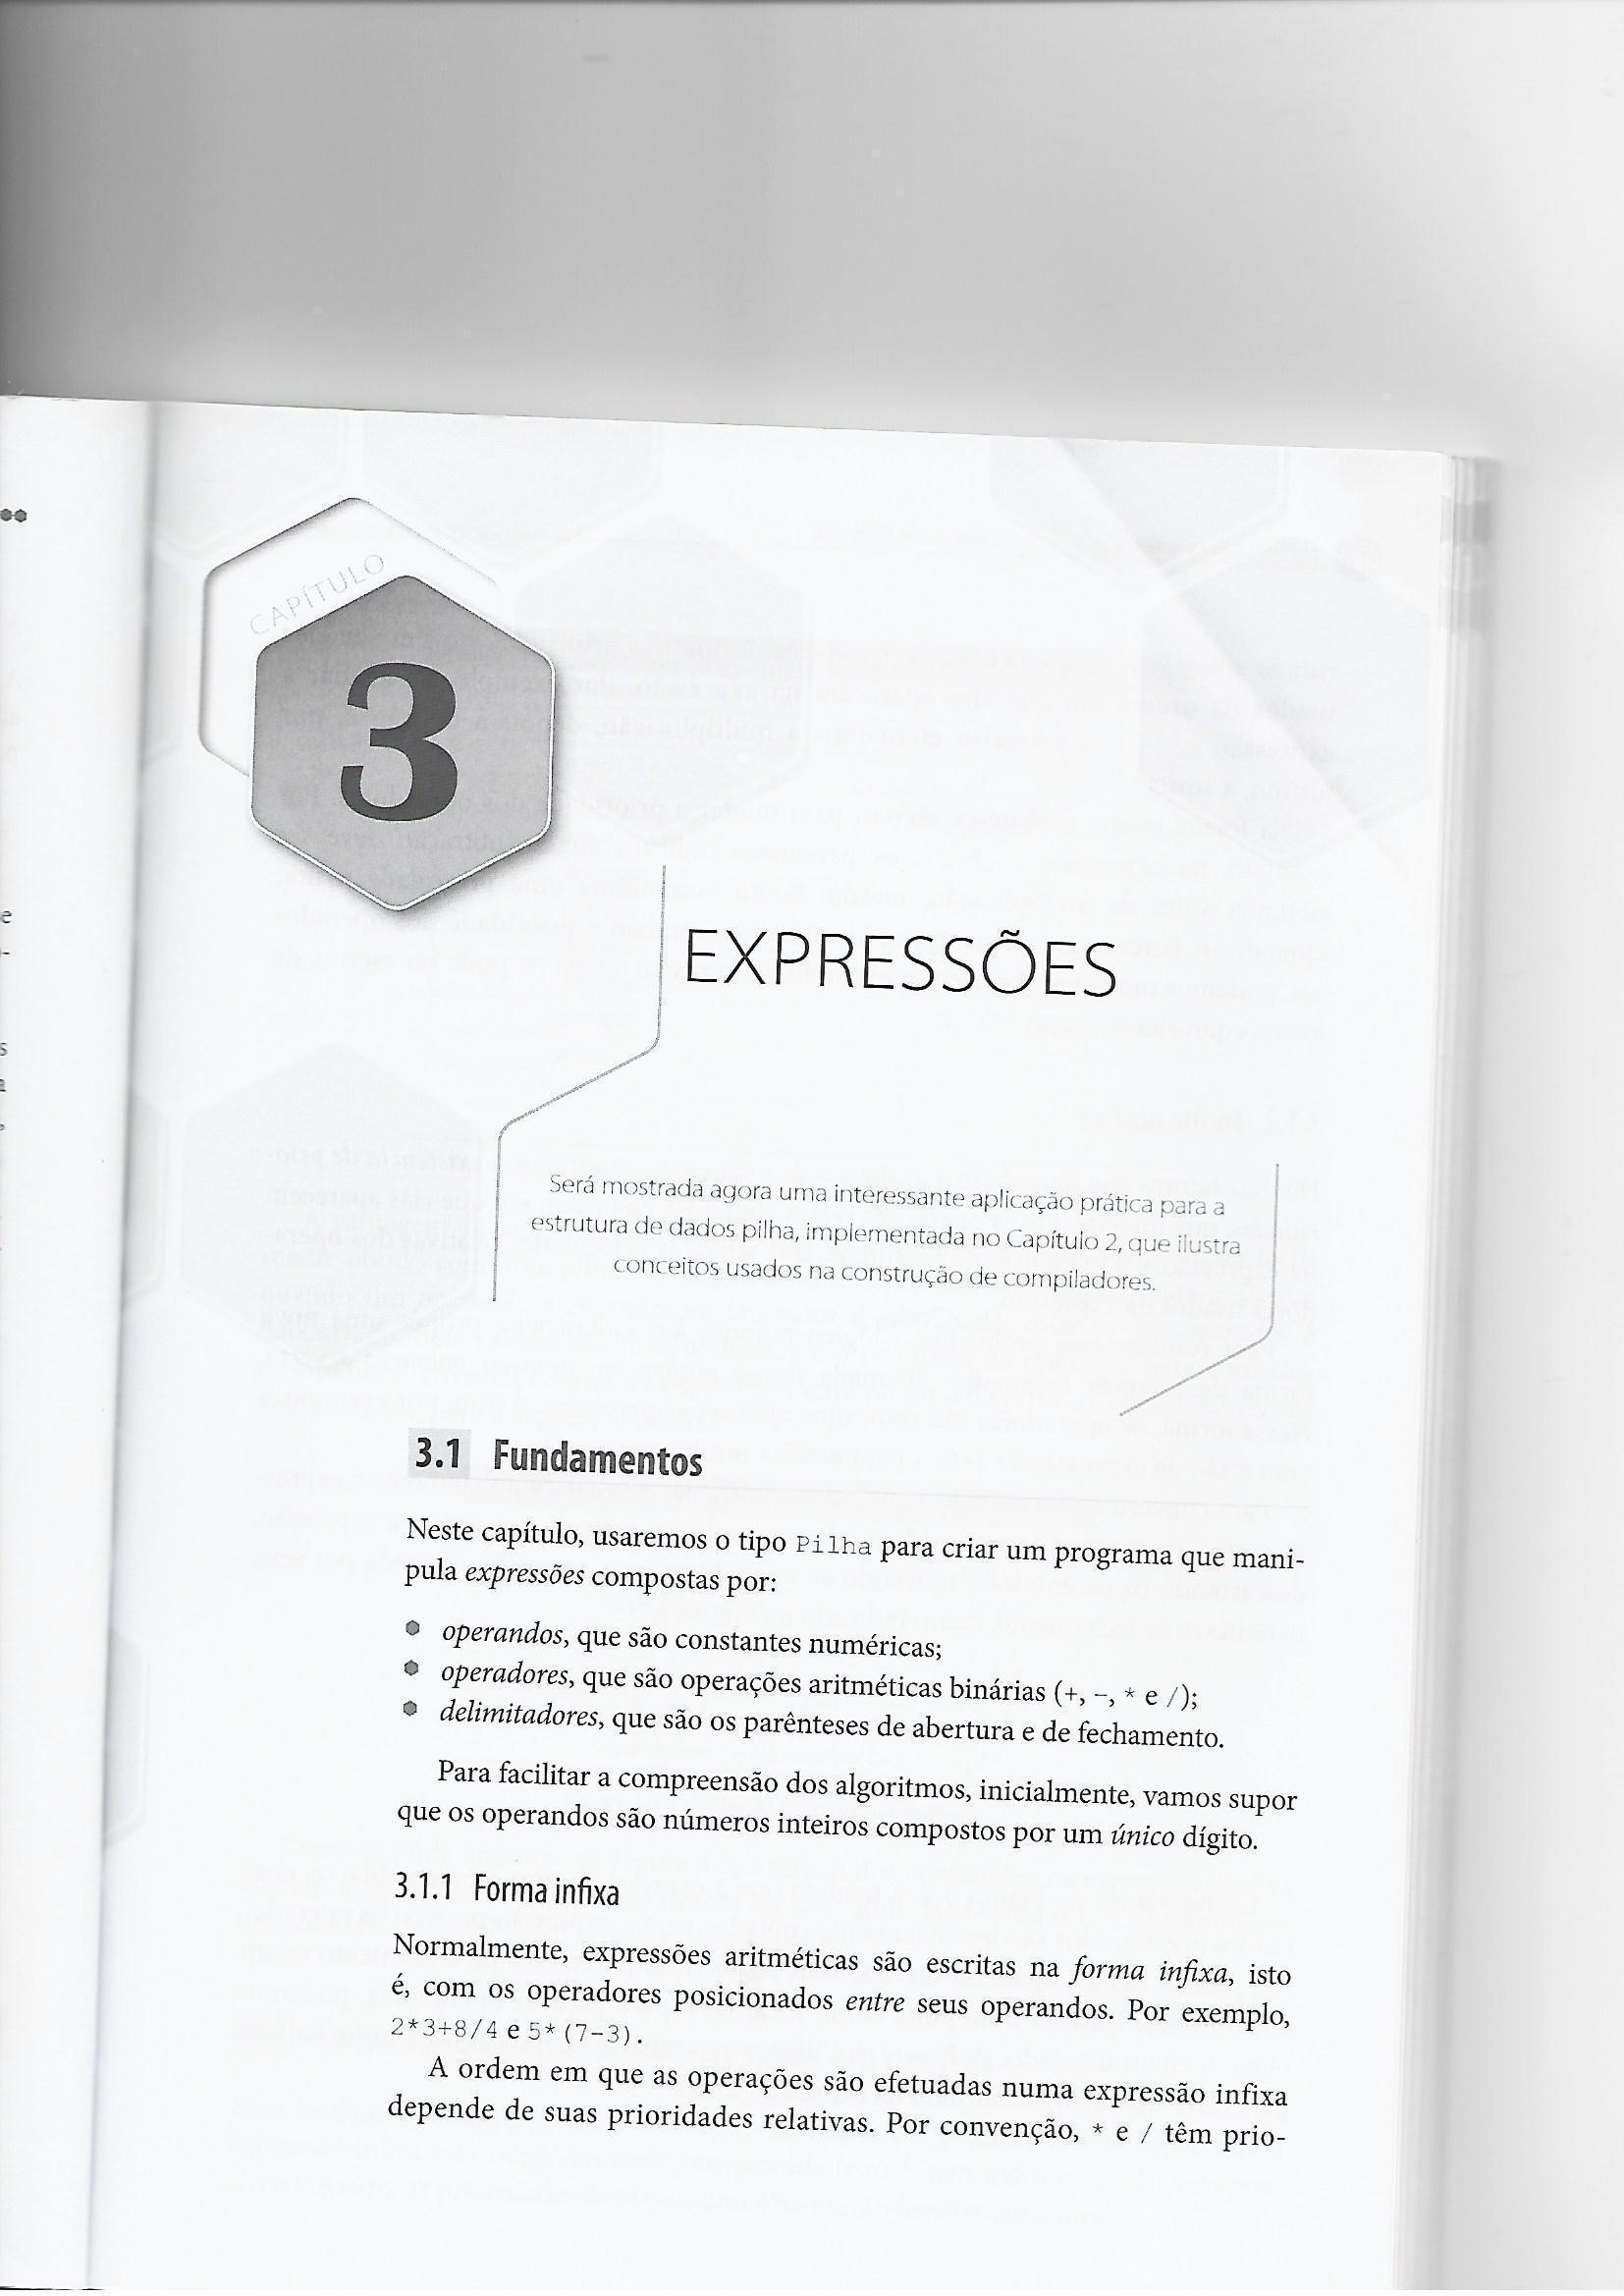 CAPÍTULO
3
EXPRESSÕES
Será mostrada agora uma interessante aplicação prática para a
estrutura de dados pilha, implementada no Capítulo 2, que ilustra
conceitos usados na construção de compiladores.
3.1 Fundamentos
Neste capítulo, usaremos o tipo Pilha para criar um programa que mani-
pula expressões compostas por:
operandos, que são constantes numéricas;
operadores, que são operações aritméticas binárias (+, –, * e /);
delimitadores, que são os parênteses de abertura e de fechamento.
Para facilitar a compreensão dos algoritmos, inicialmente, vamos supor
que os operandos são números inteiros compostos por um único dígito.
3.1.1 Forma infixa
Normalmente, expressões aritméticas são escritas na forma infixa, isto
é, com os operadores posicionados entre seus operandos. Por exemplo,
2*3+8/4 e 5*(7-3).
A ordem em que as operações são efetuadas numa expressão infixa
depende de suas prioridades relativas. Por convenção, * e / têm prio-